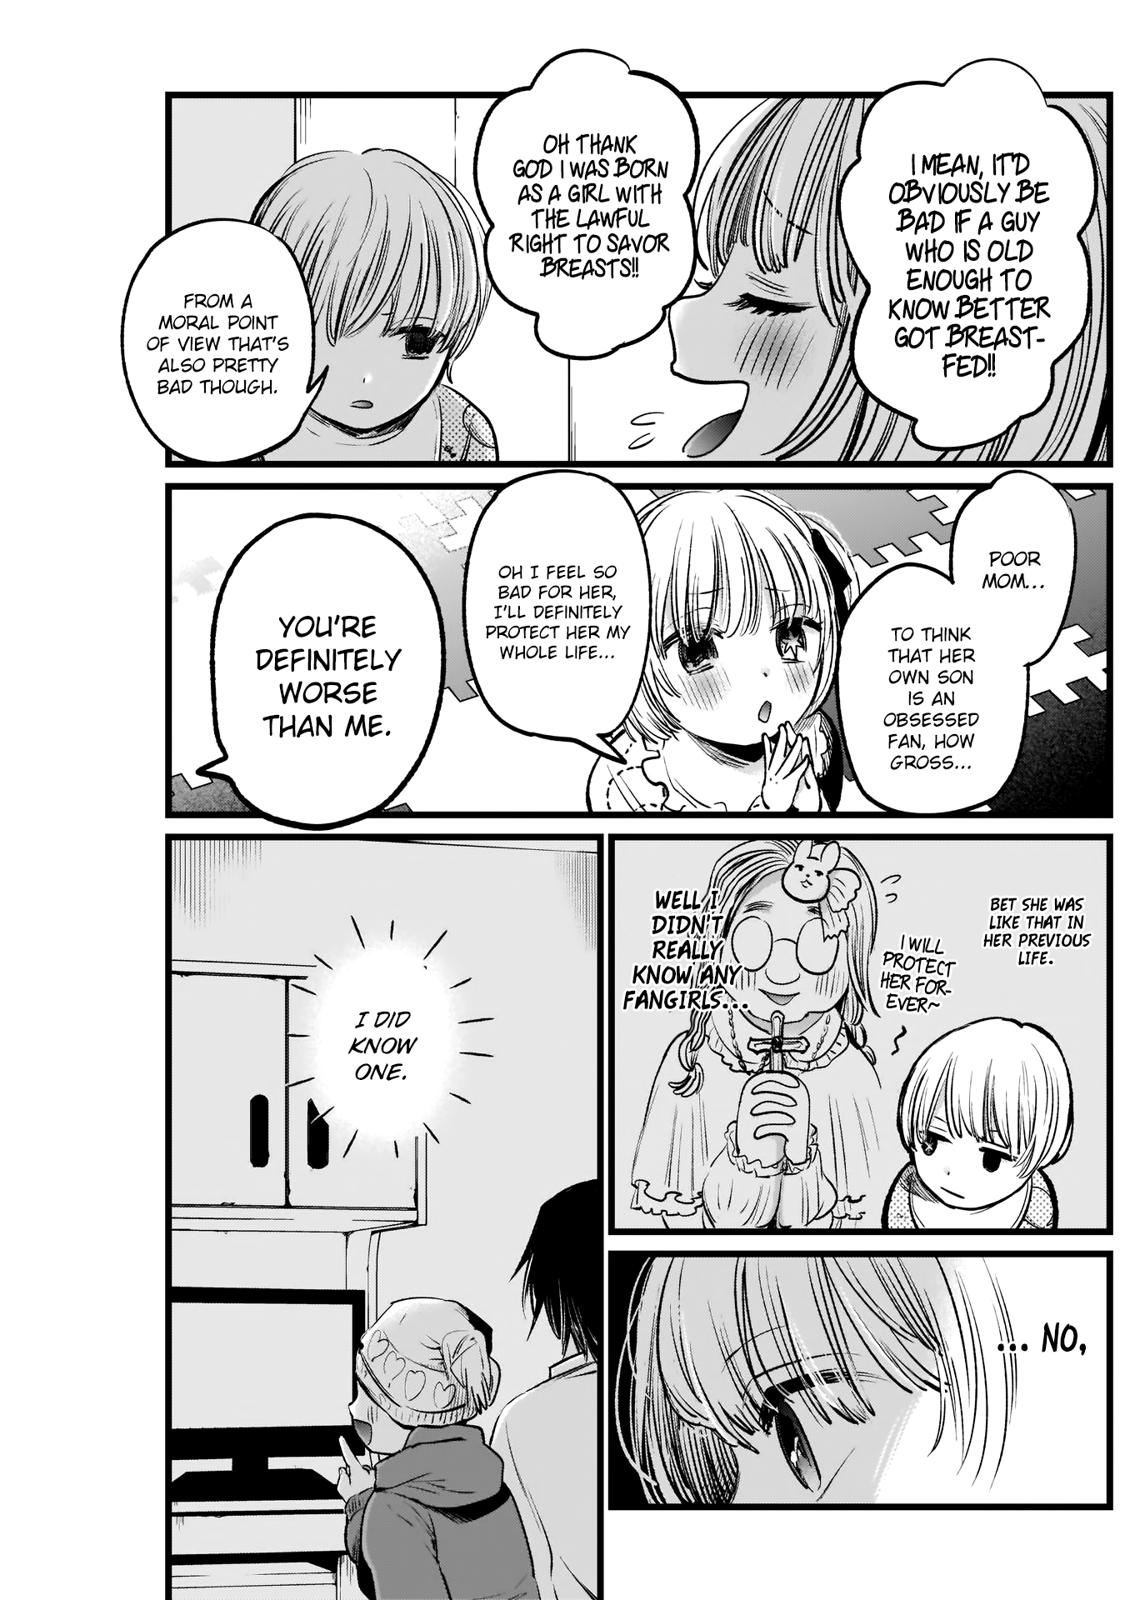 I MEAN, IT'D
OBVIOUSLY BE
BAD IF A GUY
WHO IS OLD
ENOUGH TO
KNOW BETTER
GOT BREAST-
FED!!
OH THANK
GOD I WAS BORN
AS A GIRL WITH
THE LAWFUL
RIGHT TO SAVOR
BREASTS!!
FROM A
MORAL POINT
OF VIEW THAT'S
ALSO PRETTY
BAD THOUGH.
POOR
MOM...
TO THINK
THAT HER
OWN SON
IS AN
OBSESSED
FAN, HOW
GROSS...
OH I FEEL SO
BAD FOR HER,
I'LL DEFINITELY
PROTECT HER MY
WHOLE LIFE...
YOU'RE
DEFINITELY
WORSE
THAN ME.
BET SHE WAS
LIKE THAT IN
HER PREVIOUS
LIFE.
I WILL
PROTECT
HER FOR-
EVER~
WELL I
DIDN'T
REALLY
KNOW ANY
FANGIRLS...
... NO,
I DID
KNOW
ONE.